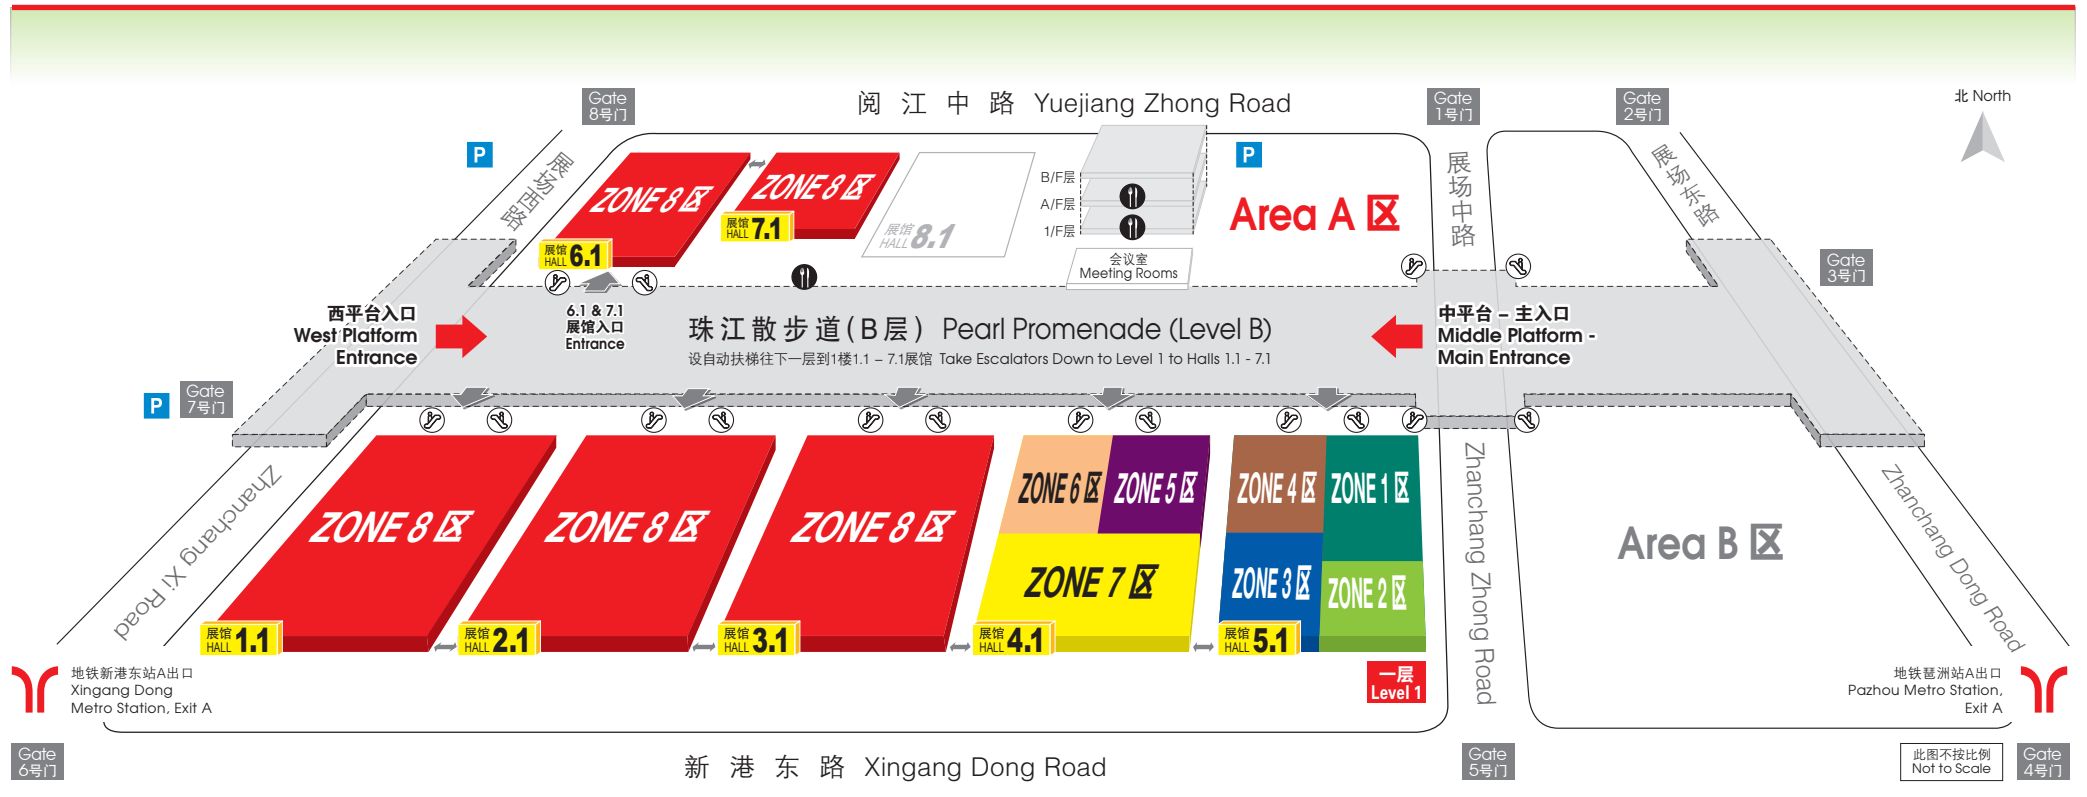 Gate
8号门
阅江中路 Yuejiang Zhong Road
Gate
1号门
Gate
2号门
北 North
P
P
展场西路
展场中路
展场东路
ZONE 8 区
ZONE 8 区
展馆
HALL 6.1
展馆
HALL 7.1
展馆
HALL 8.1
B/F层
A/F层
1/F层
会议室
Meeting Rooms
Area A 区
Gate
3号门
西平台入口
West Platform
Entrance
6.1 & 7.1
展馆入口
Entrance
珠江散步道(B层) Pearl Promenade (Level B)
设自动扶梯往下一层到1楼1.1 – 7.1展馆 Take Escalators Down to Level 1 to Halls 1.1 - 7.1
中平台 – 主入口
Middle Platform -
Main Entrance
P
Gate
7号门
ZONE 8 区
ZONE 8 区
ZONE 8 区
ZONE 6 区
ZONE 5 区
ZONE 7 区
ZONE 4 区
ZONE 1 区
ZONE 3 区
ZONE 2 区
Zhanchang Xi Road
Zhanchang Zhong Road
Zhanchang Dong Road
Area B 区
展馆
HALL 1.1
展馆
HALL 2.1
展馆
HALL 3.1
展馆
HALL 4.1
展馆
HALL 5.1
一层
Level 1
地铁新港东站A出口
Xingang Dong
Metro Station, Exit A
地铁琶洲站A出口
Pazhou Metro Station,
Exit A
Gate
6号门
新港东路 Xingang Dong Road
Gate
5号门
此图不按比例
Not to Scale
Gate
4号门